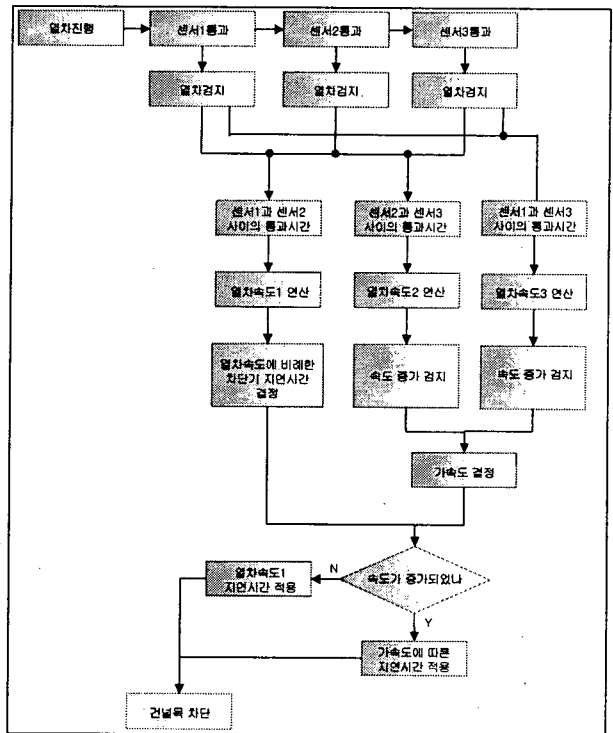 열차진행
센서1통과
센서2통과
센서3통과
열차검지
열차검지
열차검지
센서1과 센서2
사이의 통과시간
센서2과 센서3
사이의 통과시간
센서1과 센서3
사이의 통과시간
열차속도1 연산
열차속도2 연산
열차속도3 연산
열차속도에 비례한
차단기 지연시간
결정
속도 증가 검지
속도 증가 검지
가속도 결정
속도가 증가되었나
N
Y
열차속도1
지연시간 적용
가속도에 따른
지연시간 적용
건널목 차단